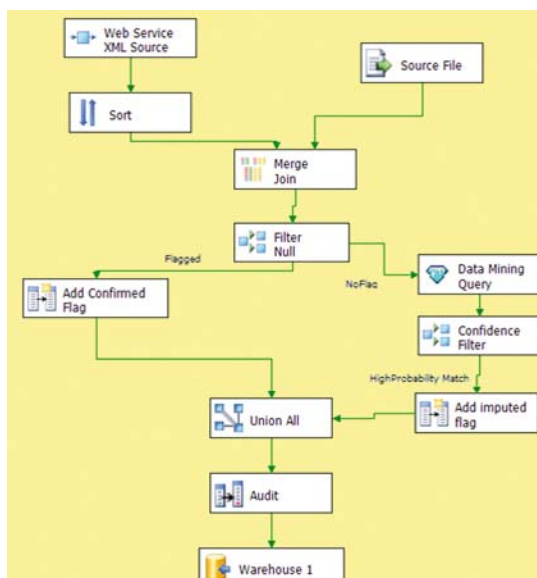 Web Service
XML Source
Source File
Sort
Merge
Join
Filter
Null
Flagged
NoFlag
Data Mining
Query
Add Confirmed
Flag
Confidence
Filter
HighProbability Match
Add imputed
flag
Union All
Audit
Warehouse 1